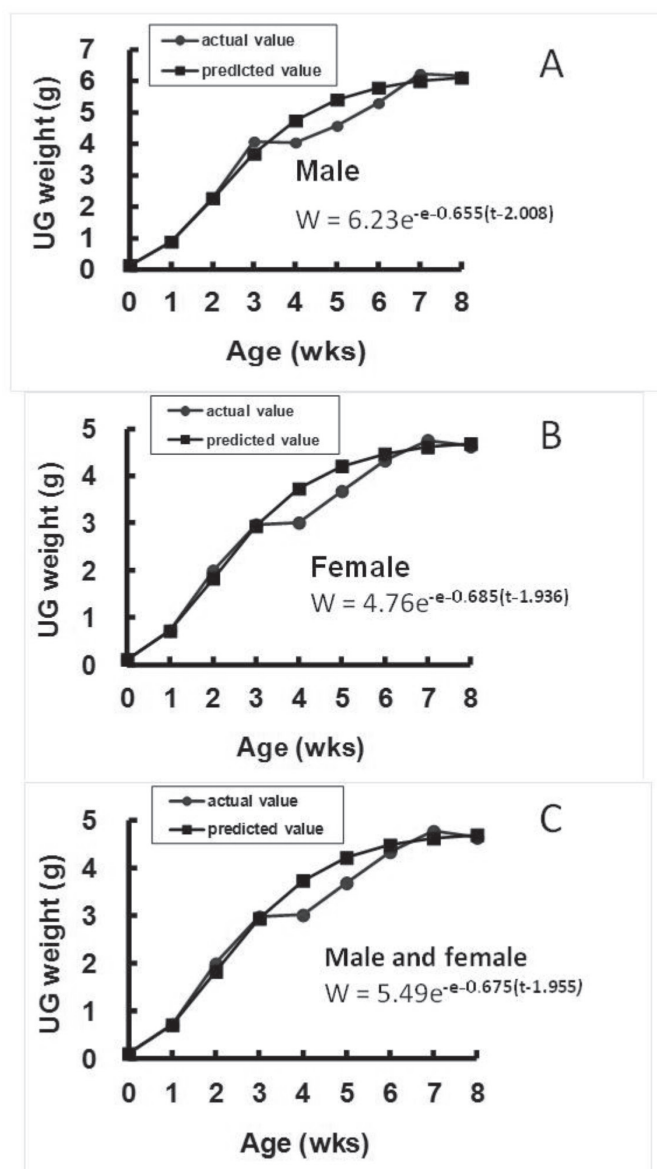 actual value
predicted value
A
7
6
5
4
3
2
1
0
UG weight (g)
Male
W = 6.23e-e-0.655(t-2.008)
0 1 2 3 4 5 6 7 8
Age (wks)
actual value
predicted value
B
5
4
3
2
1
0
UG weight (g)
Female
W = 4.76e-e-0.685(t-1.936)
0 1 2 3 4 5 6 7 8
Age (wks)
actual value
predicted value
C
5
4
3
2
1
0
UG weight (g)
Male and female
W = 5.49e-e-0.675(t-1.955)
0 1 2 3 4 5 6 7 8
Age (wks)